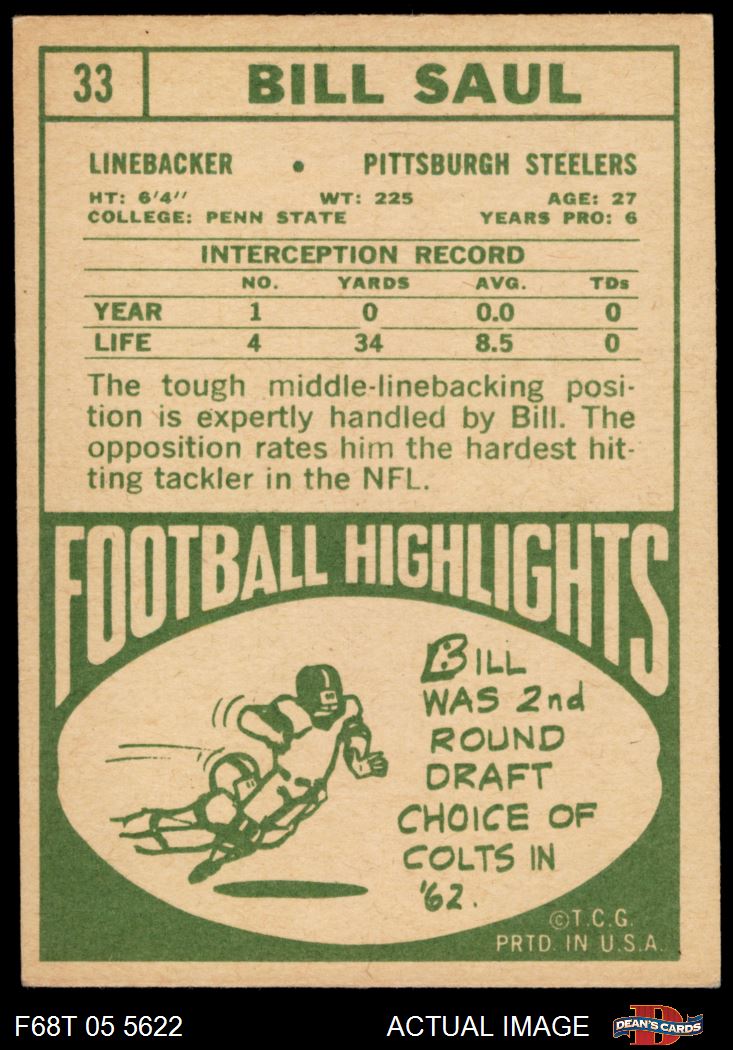 33 BILL SAUL
LINEBACKER • PITTSBURGH STEELERS
HT: 6'4" WT: 225 AGE: 27
COLLEGE: PENN STATE YEARS PRO: 6
INTERCEPTION RECORD
NO. YARDS AVG. TDs
YEAR 1 0 0.0 0
LIFE 4 34 8.5 0
The tough middle-linebacking posi-
tion is expertly handled by Bill. The
opposition rates him the hardest hit-
ting tackler in the NFL.
FOOTBALL HIGHLIGHTS
BILL
WAS 2nd
ROUND
DRAFT
CHOICE OF
COLTS IN
'62.
©T.C.G.
PRTD. IN U.S.A.
F68T 05 5622 ACTUAL IMAGE D DEAN'S CARDS